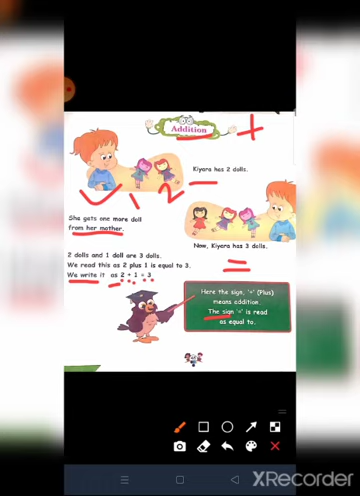 Addition +
Kiyara has 2 dolls.
1 2
She gets one more doll
from her mother.
Now, Kiyara has 3 dolls.
=
2 dolls and 1 doll are 3 dolls.
We read this as 2 plus 1 is equal to 3.
We write it as 2 + 1 = 3
Here the sign, '+' (Plus)
means addition.
The sign '=' is read
as equal to.
XRecorder